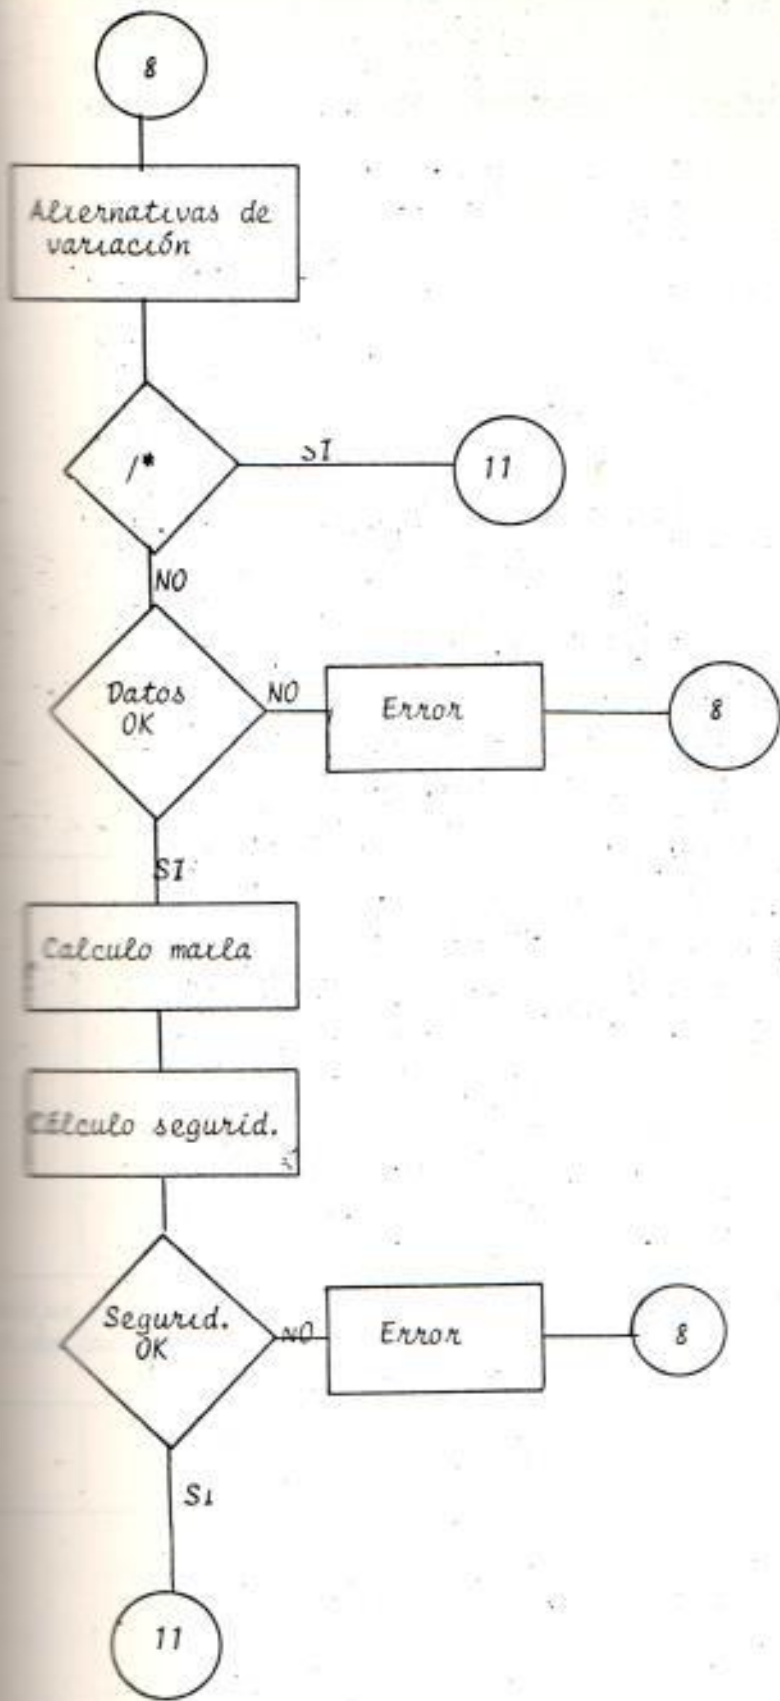 8
Alternativas de
variación
/*
SI
11
NO
Datos
OK
NO
Error
8
SI
Calculo malla
Cálculo segurid.
Segurid.
OK
NO
Error
8
SI
11